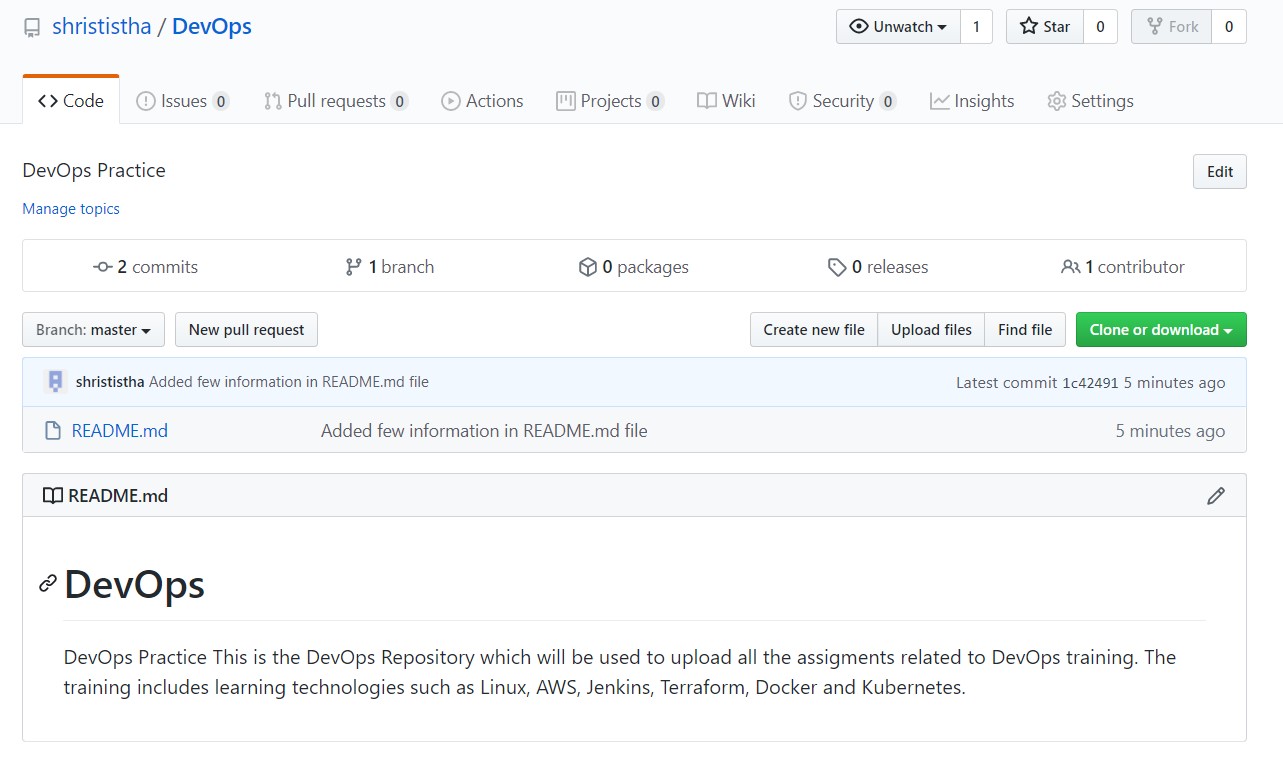 shrististha / DevOps Unwatch 1 Star 0 Fork 0
Code Issues 0 Pull requests 0 Actions Projects 0 Wiki Security 0 Insights Settings
DevOps Practice Edit
Manage topics
2 commits 1 branch 0 packages 0 releases 1 contributor
Branch: master New pull request Create new file Upload files Find file Clone or download
shrististha Added few information in README.md file Latest commit 1c42491 5 minutes ago
README.md Added few information in README.md file 5 minutes ago
README.md
DevOps
DevOps Practice This is the DevOps Repository which will be used to upload all the assigments related to DevOps training. The
training includes learning technologies such as Linux, AWS, Jenkins, Terraform, Docker and Kubernetes.